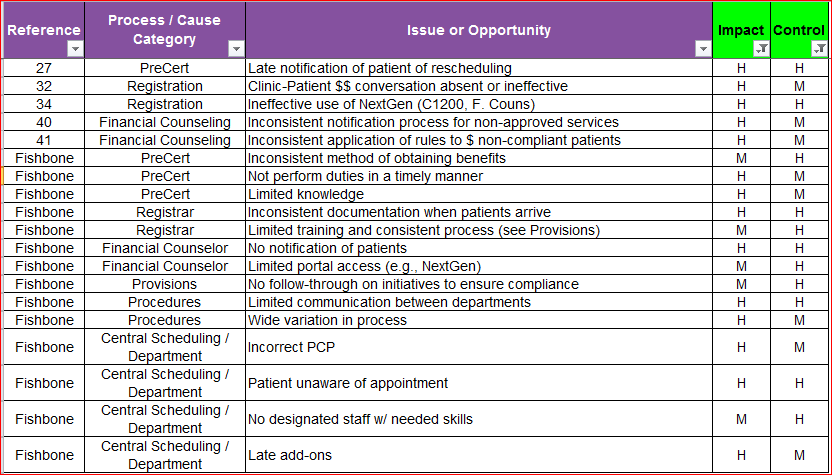 Reference Process / Cause Category Issue or Opportunity Impact Control
27 PreCert Late notification of patient of rescheduling H H
32 Registration Clinic-Patient $$ conversation absent or ineffective H M
34 Registration Ineffective use of NextGen (C1200, F. Couns) H H
40 Financial Counseling Inconsistent notification process for non-approved services H M
41 Financial Counseling Inconsistent application of rules to $ non-compliant patients H M
Fishbone PreCert Inconsistent method of obtaining benefits M H
Fishbone PreCert Not perform duties in a timely manner H M
Fishbone PreCert Limited knowledge H M
Fishbone Registrar Inconsistent documentation when patients arrive H H
Fishbone Registrar Limited training and consistent process (see Provisions) M H
Fishbone Financial Counselor No notification of patients H H
Fishbone Financial Counselor Limited portal access (e.g., NextGen) M H
Fishbone Provisions No follow-through on initiatives to ensure compliance M H
Fishbone Procedures Limited communication between departments H H
Fishbone Procedures Wide variation in process H M
Fishbone Central Scheduling / Department Incorrect PCP H M
Fishbone Central Scheduling / Department Patient unaware of appointment H H
Fishbone Central Scheduling / Department No designated staff w/ needed skills M H
Fishbone Central Scheduling / Department Late add-ons H M